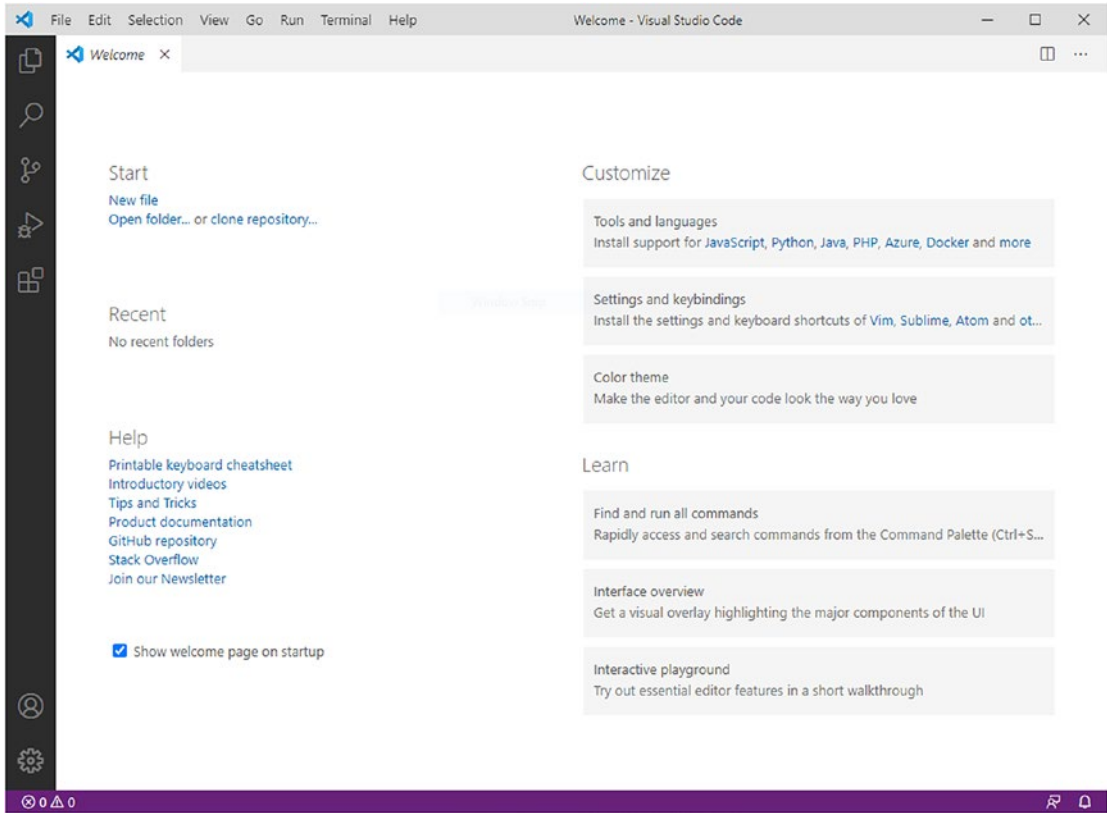 File Edit Selection View Go Run Terminal Help
Welcome - Visual Studio Code
Welcome
Start
New file
Open folder... or clone repository...
Recent
No recent folders
Help
Printable keyboard cheatsheet
Introductory videos
Tips and Tricks
Product documentation
GitHub repository
Stack Overflow
Join our Newsletter
Show welcome page on startup
Customize
Tools and languages
Install support for JavaScript, Python, Java, PHP, Azure, Docker and more
Settings and keybindings
Install the settings and keyboard shortcuts of Vim, Sublime, Atom and ot...
Color theme
Make the editor and your code look the way you love
Learn
Find and run all commands
Rapidly access and search commands from the Command Palette (Ctrl+S...
Interface overview
Get a visual overlay highlighting the major components of the UI
Interactive playground
Try out essential editor features in a short walkthrough
0 0